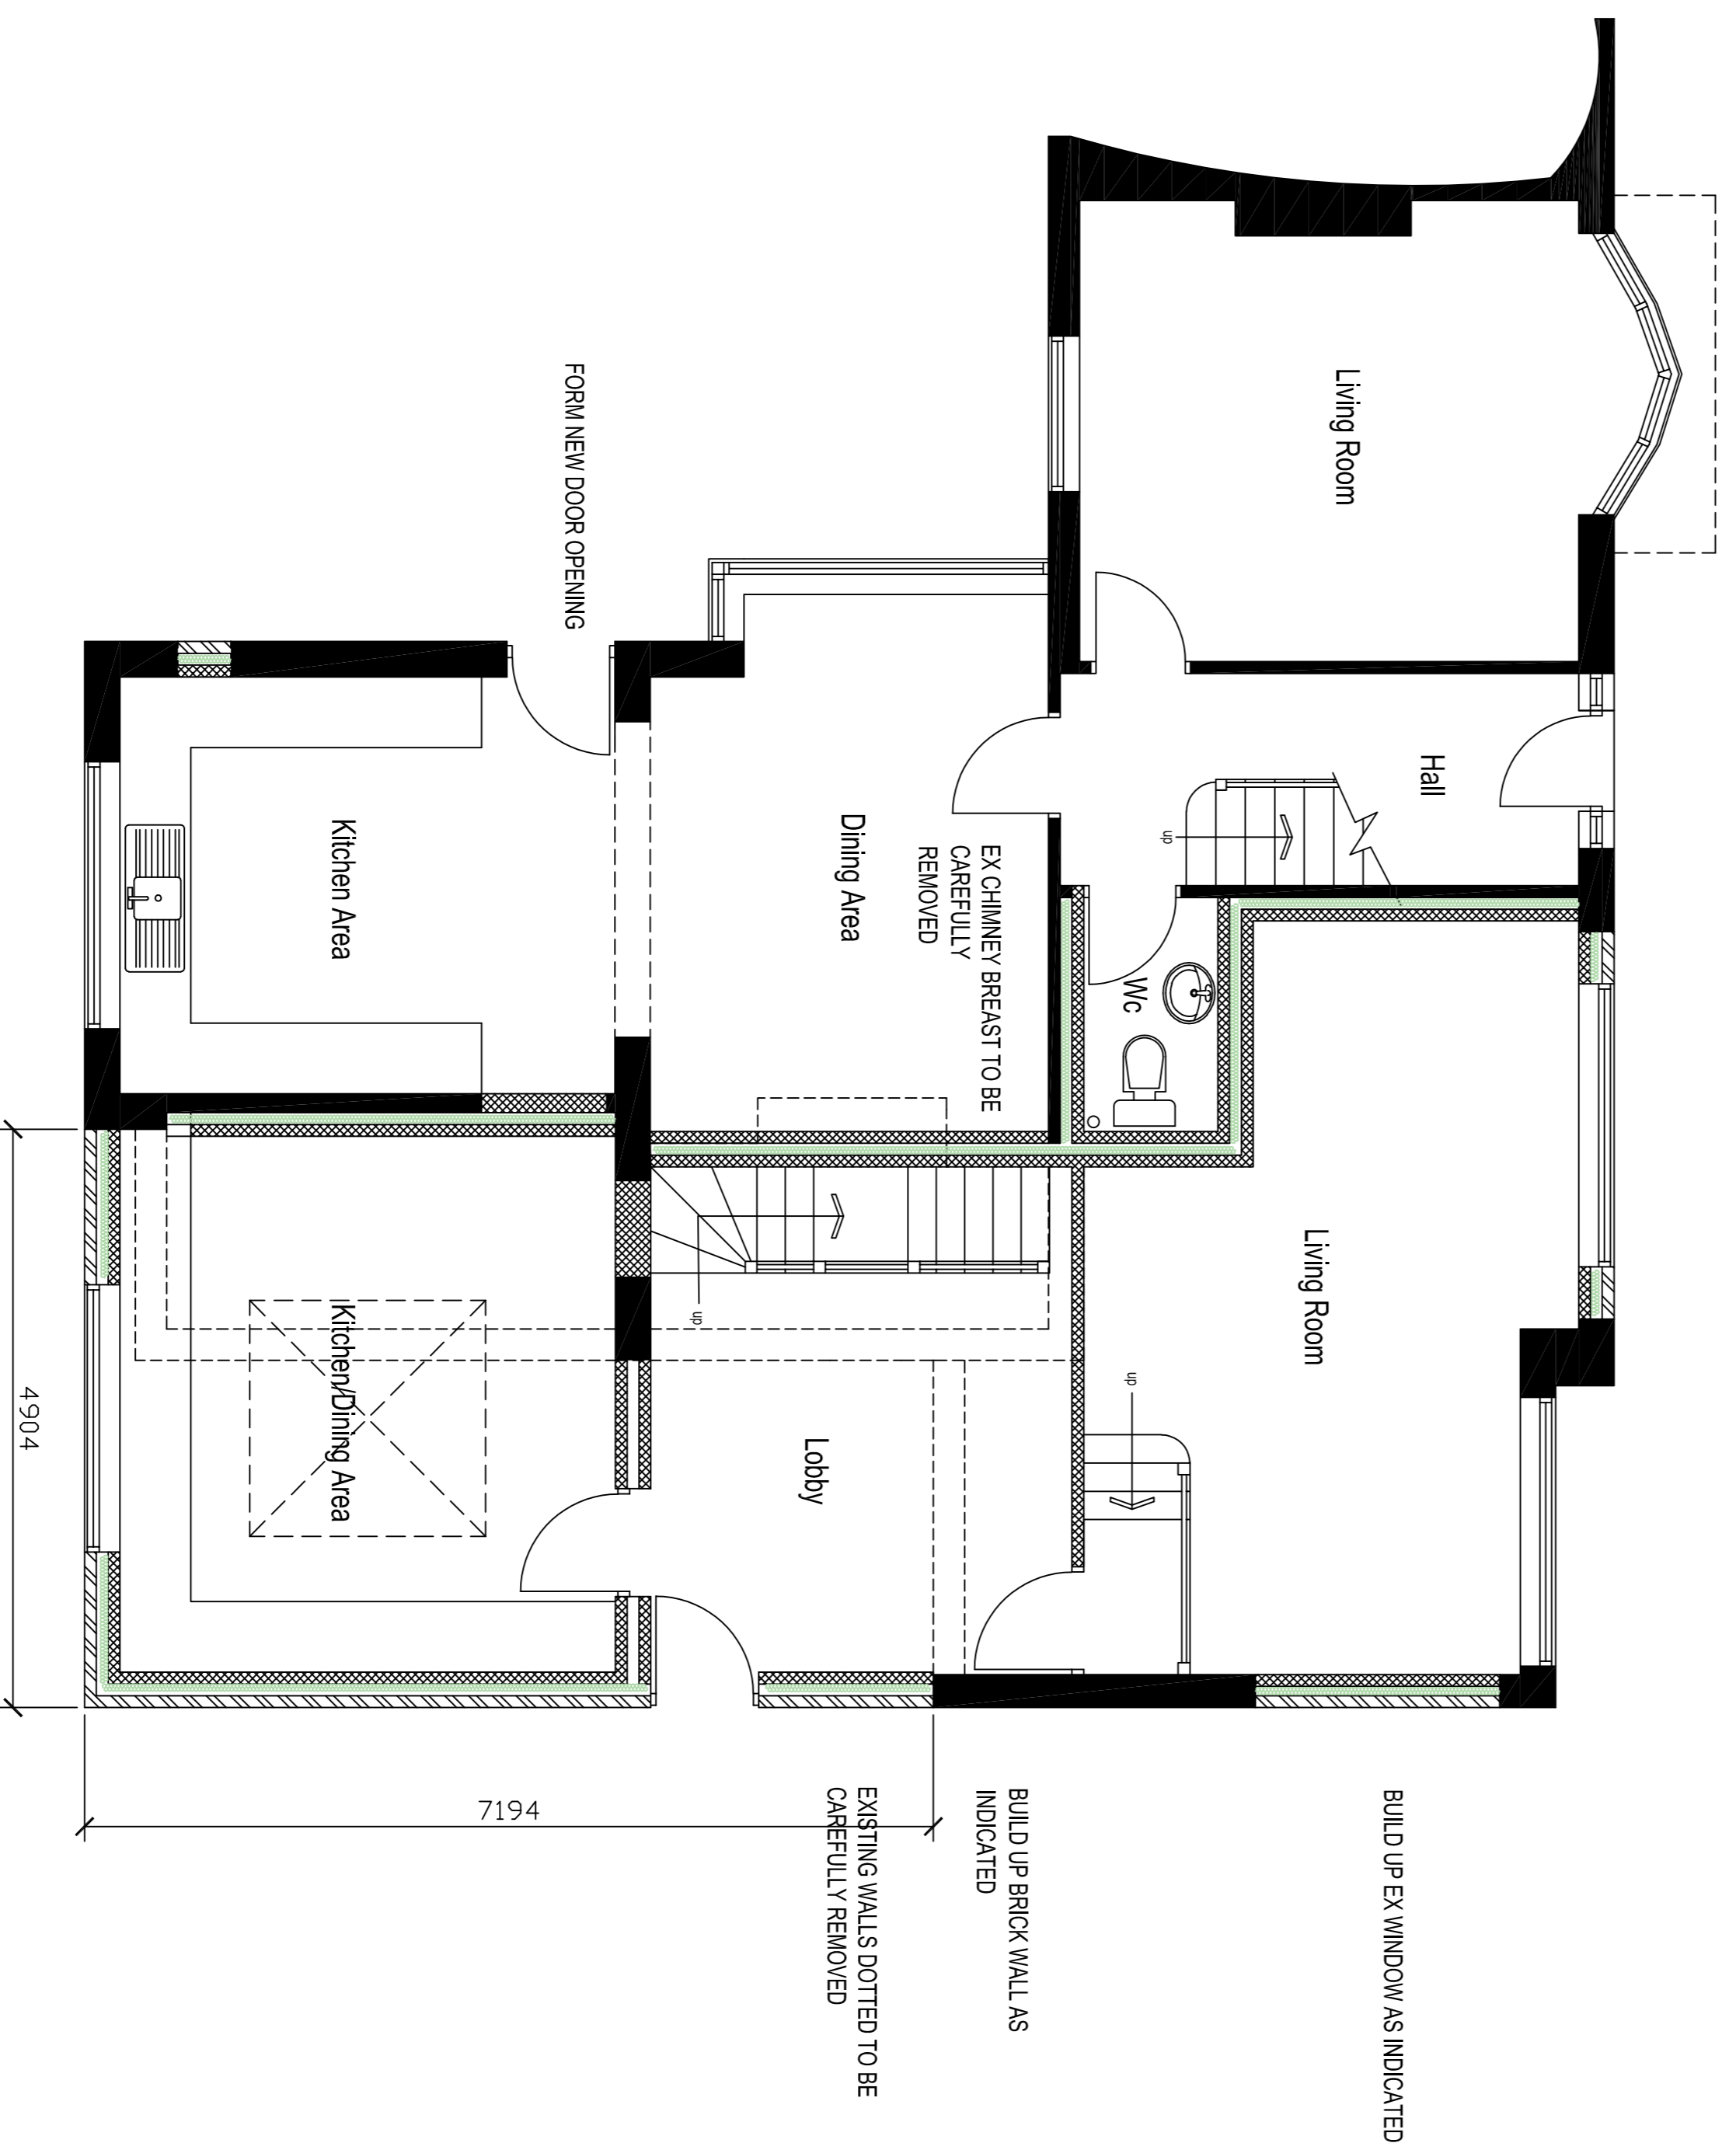 Living Room
Hall
up
FORM NEW DOOR OPENING
Dining Area
EX CHIMNEY BREAST TO BE
CAREFULLY
REMOVED
Wc
Kitchen Area
Living Room
up
up
Lobby
Kitchen/Dining Area
4904
7194
BUILD UP EX WINDOW AS INDICATED
BUILD UP BRICK WALL AS
INDICATED
EXISTING WALLS DOTTED TO BE
CAREFULLY REMOVED